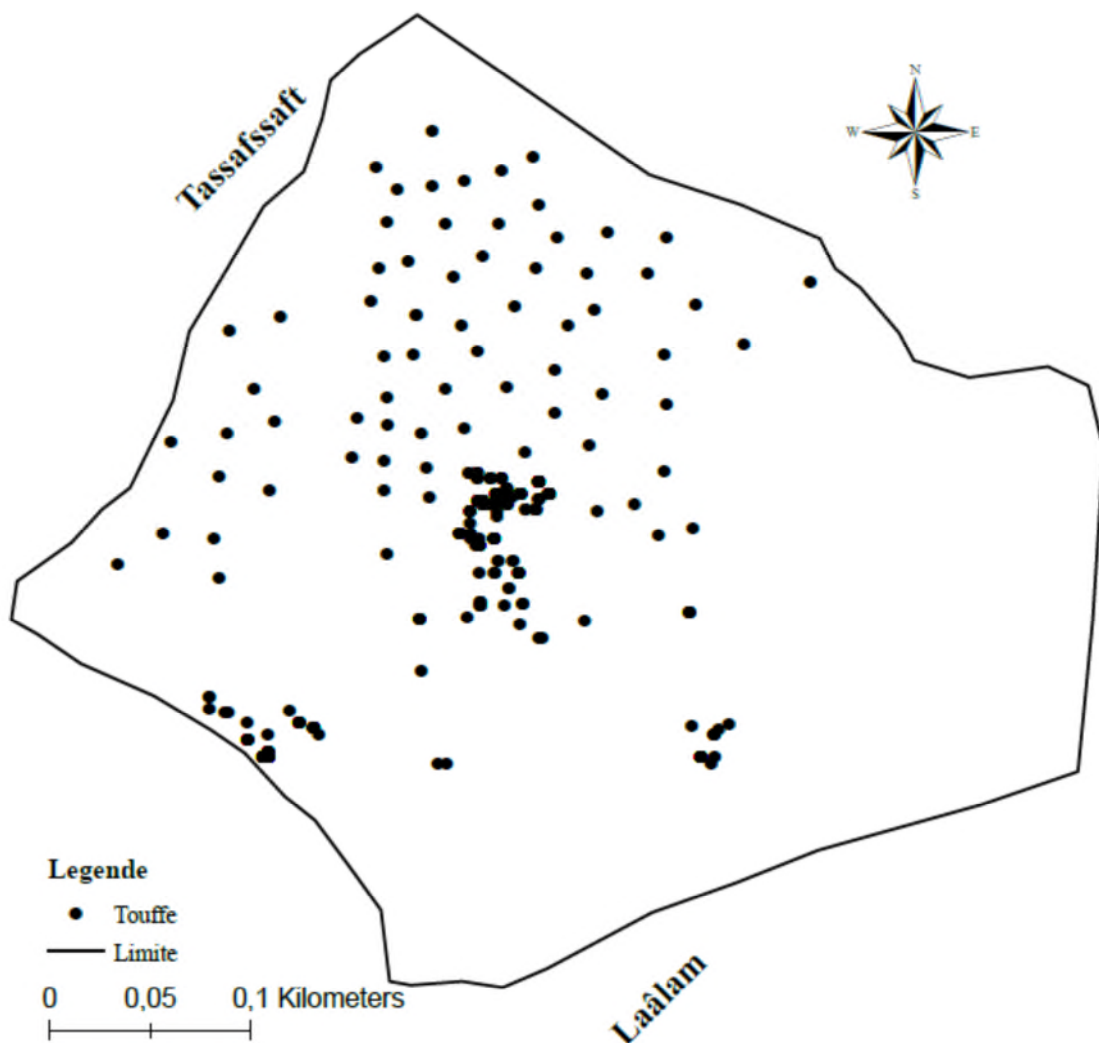 N
W E
S
Tassafssaft
Legende
Touffe
Limite
0 0,05 0,1 Kilometers
Laâlam